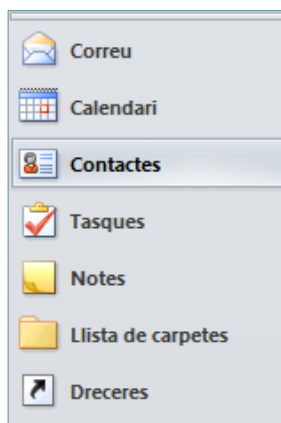 Correu
Calendari
Contactes
Tasques
Notes
Llista de carpetes
Dreceres